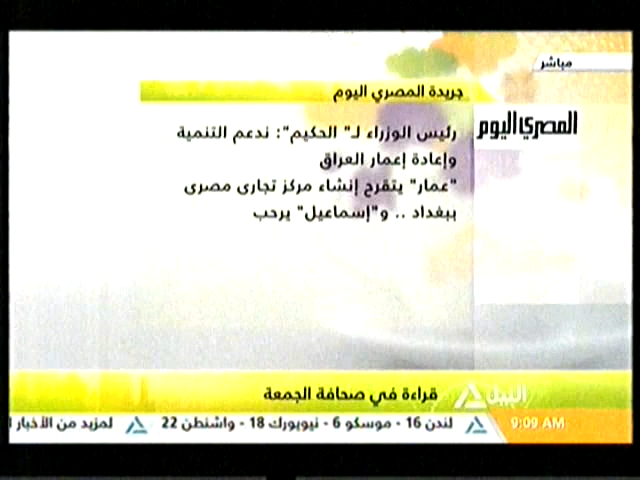 مباشر
جريدة المصري اليوم
المصري اليوم
رئيس الوزراء لـ" الحكيم": ندعم التنمية
وإعادة إعمار العراق
"عمار" يتقرح إنشاء مركز تجارى مصرى
ببغداد .. و"إسماعيل" يرحب
قراءة في صحافة الجمعة
النيل
لندن 16 - موسكو 6 - نيويورك 18 - واشنطن 22
لمزيد من الأخبار
9:09 AM